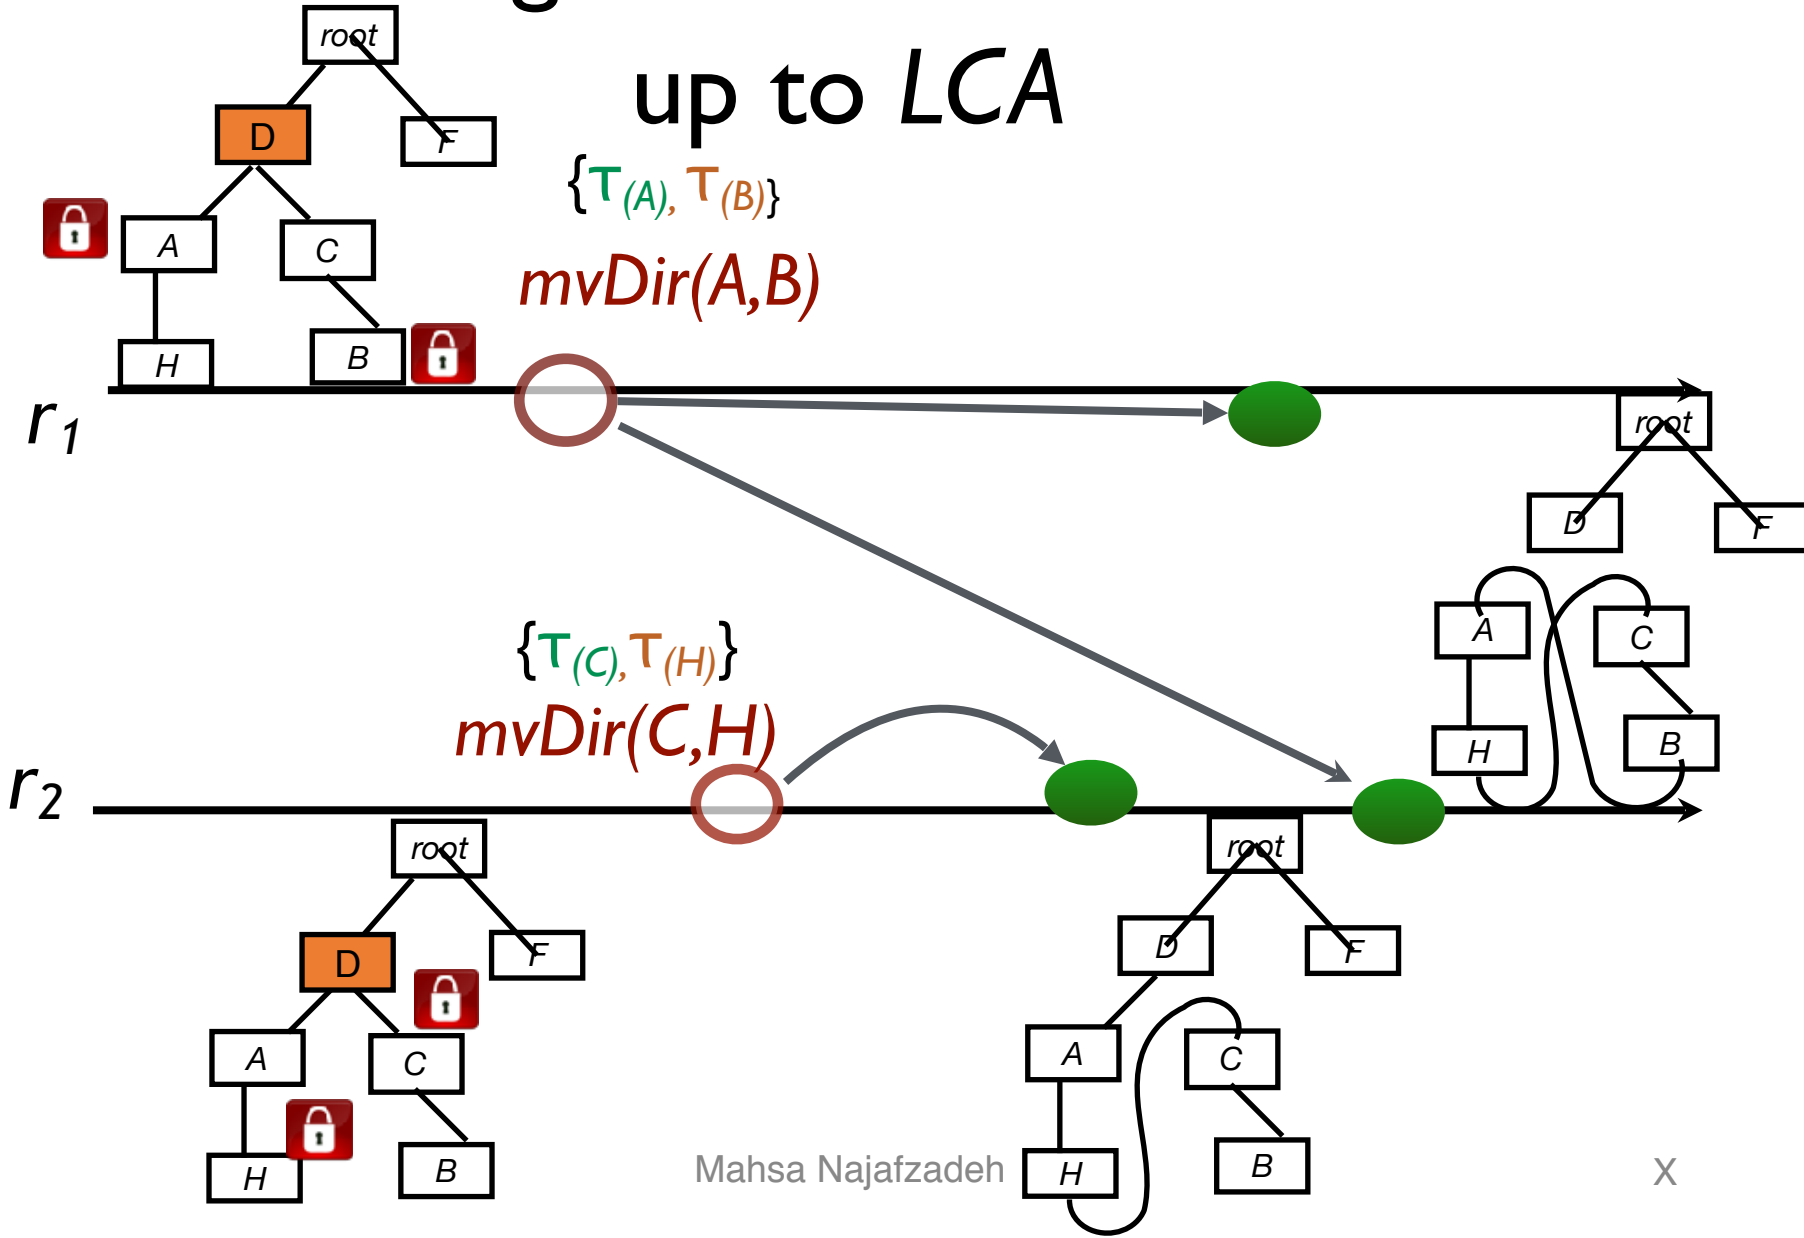 root
up to LCA
D
F
{τ(A), τ(B)}
A
C
mvDir(A,B)
H
B
r1
root
D
F
A
C
{τ(C),τ(H)}
mvDir(C,H)
H
B
r2
root
root
D
F
D
F
A
C
A
C
H
B
H
B
Mahsa Najafzadeh
X